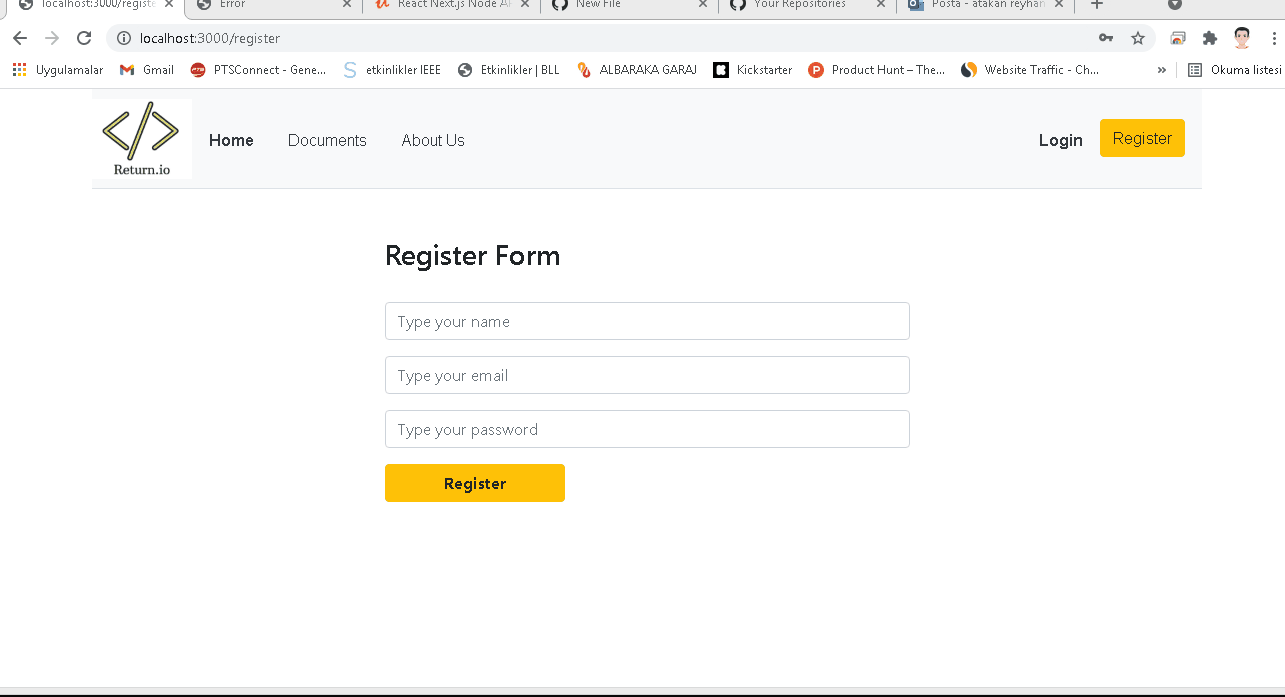 localhost:3000/registe
Error
React Next.js Node A
New File
Your Repositories
Posta - atakan reyhan
localhost:3000/register
Uygulamalar
Gmail
PTSConnect - Gene...
etkinlikler IEEE
Etkinlikler | BLL
ALBARAKA GARAJ
Kickstarter
Product Hunt – The...
Website Traffic - Ch...
»
Okuma listesi
</>
Return.io
Home
Documents
About Us
Login
Register
Register Form
Type your name
Type your email
Type your password
Register